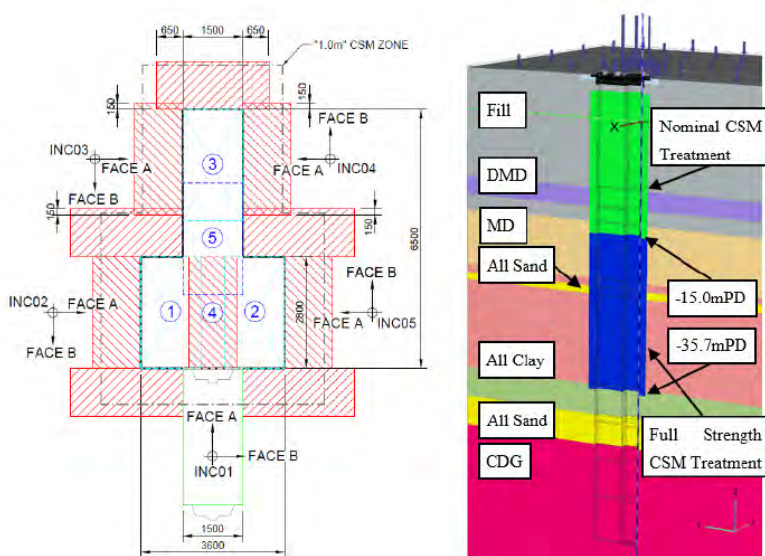 650
1500
650
"1.0m" CSM ZONE
150
150
FACE B
INC03
FACE A
FACE B
3
FACE A
INC04
150
150
5
6500
FACE B
INC02
FACE A
FACE B
1
4
2
2800
FACE A
INC05
FACE A
INC01
FACE B
1500
3600
Fill
Nominal CSM
Treatment
DMD
MD
All Sand
-15.0mPD
-35.7mPD
All Clay
All Sand
Full Strength
CSM Treatment
CDG